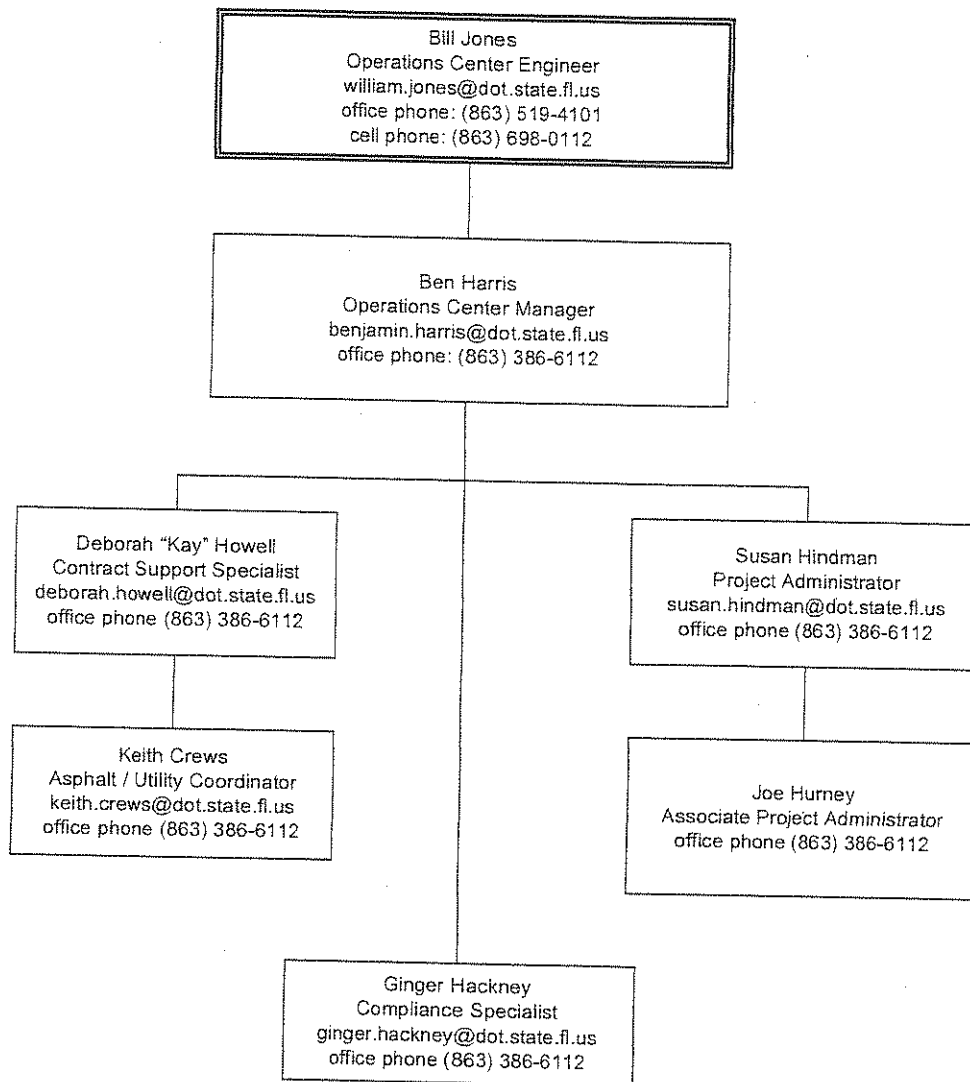 Bill Jones
Operations Center Engineer
william.jones@dot.state.fl.us
office phone: (863) 519-4101
cell phone: (863) 698-0112
Ben Harris
Operations Center Manager
benjamin.harris@dot.state.fl.us
office phone: (863) 386-6112
Deborah “Kay” Howell
Contract Support Specialist
deborah.howell@dot.state.fl.us
office phone (863) 386-6112
Susan Hindman
Project Administrator
susan.hindman@dot.state.fl.us
office phone (863) 386-6112
Keith Crews
Asphalt / Utility Coordinator
keith.crews@dot.state.fl.us
office phone (863) 386-6112
Joe Hurney
Associate Project Administrator
office phone (863) 386-6112
Ginger Hackney
Compliance Specialist
ginger.hackney@dot.state.fl.us
office phone (863) 386-6112